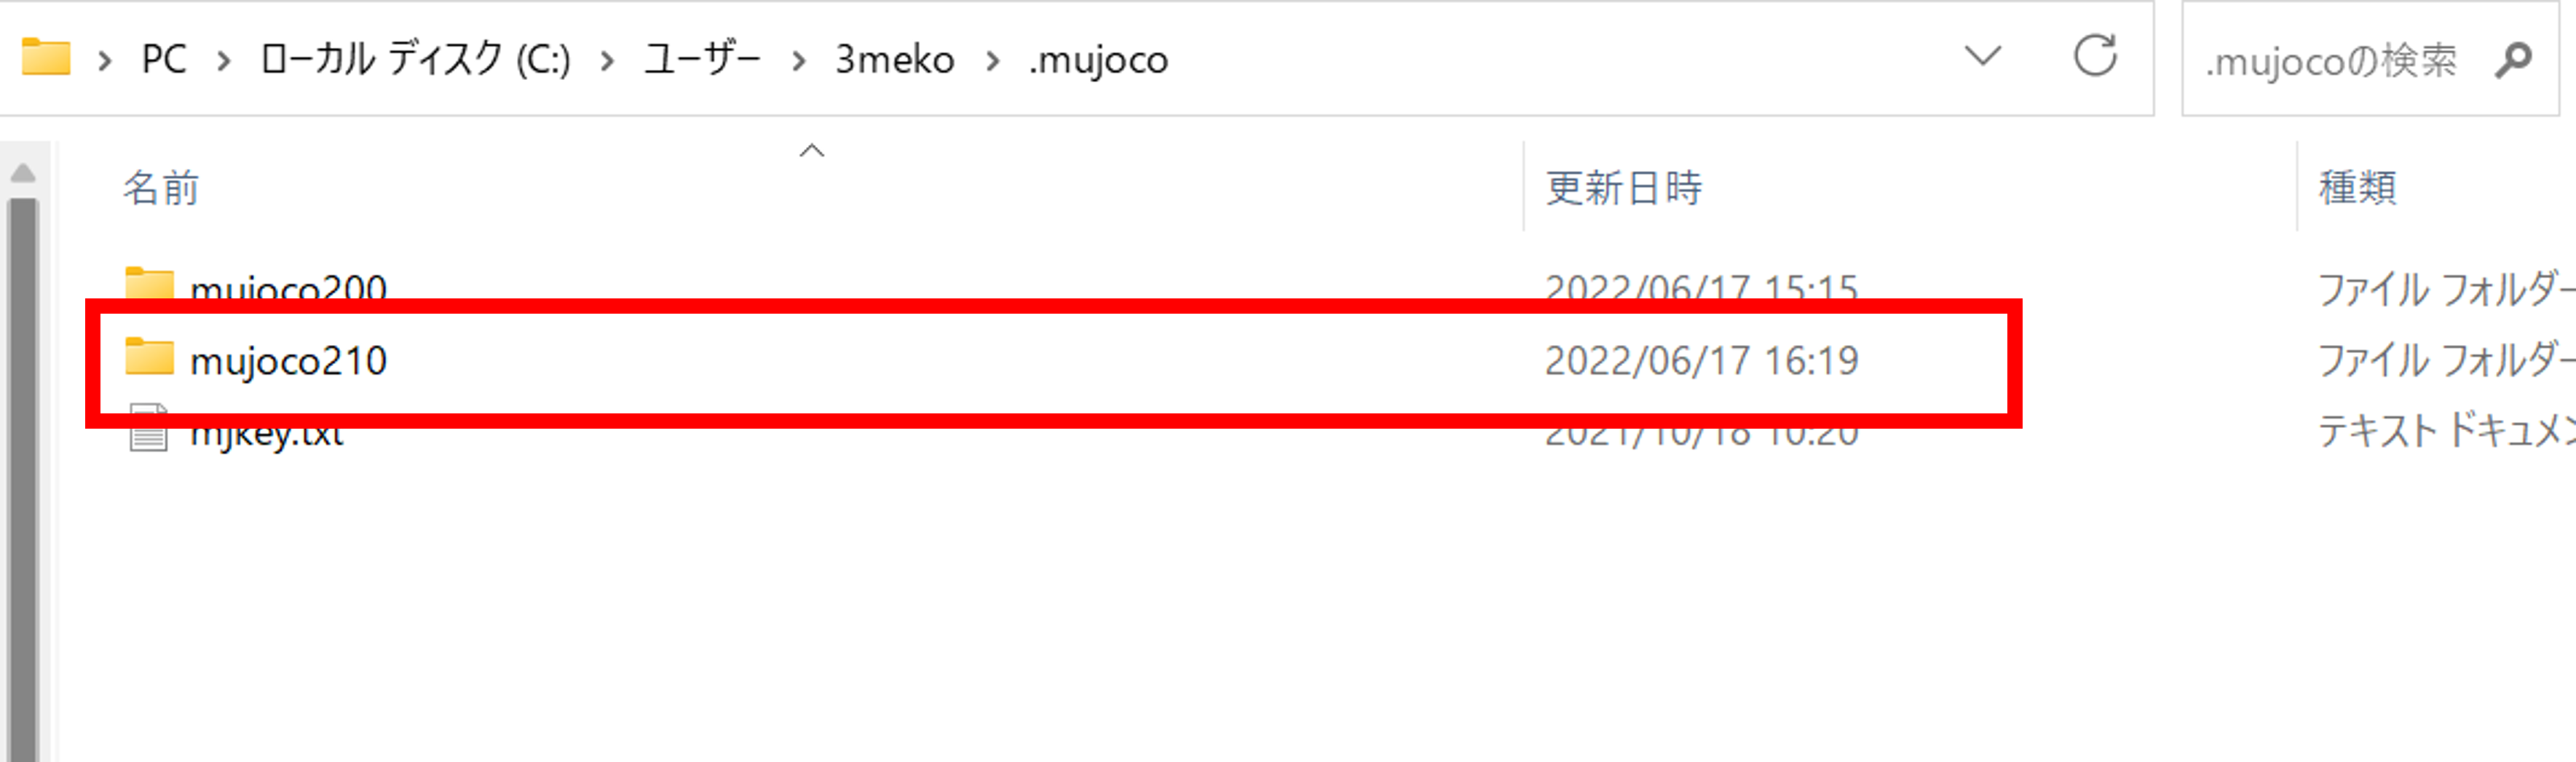 PC › ローカル ディスク (C:) › ユーザー › 3meko › .mujoco
.mujocoの検索
名前 更新日時 種類
mujoco200 2022/06/17 15:15 ファイル フォルダー
mujoco210 2022/06/17 16:19 ファイル フォルダー
mjkey.txt 2021/10/18 10:20 テキスト ドキュメン